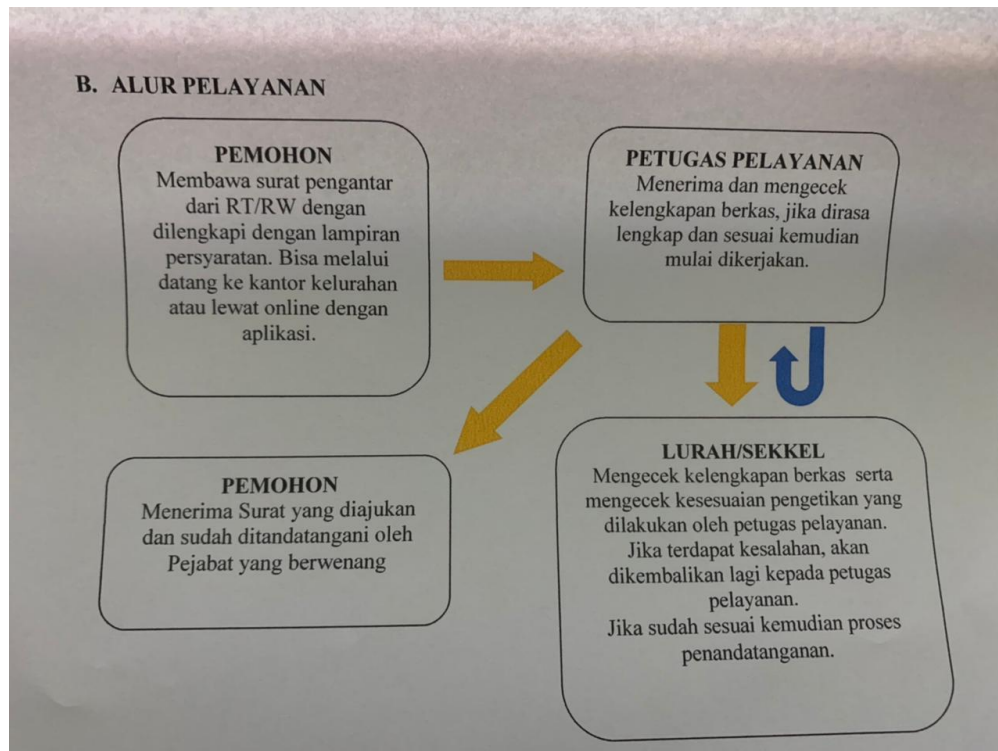 B. ALUR PELAYANAN
PEMOHON
Membawa surat pengantar
dari RT/RW dengan
dilengkapi dengan lampiran
persyaratan. Bisa melalui
datang ke kantor kelurahan
atau lewat online dengan
aplikasi.
PETUGAS PELAYANAN
Menerima dan mengecek
kelengkapan berkas, jika dirasa
lengkap dan sesuai kemudian
mulai dikerjakan.
LURAH/SEKKEL
Mengecek kelengkapan berkas serta
mengecek kesesuaian pengetikan yang
dilakukan oleh petugas pelayanan.
Jika terdapat kesalahan, akan
dikembalikan lagi kepada petugas
pelayanan.
Jika sudah sesuai kemudian proses
penandatanganan.
PEMOHON
Menerima Surat yang diajukan
dan sudah ditandatangani oleh
Pejabat yang berwenang